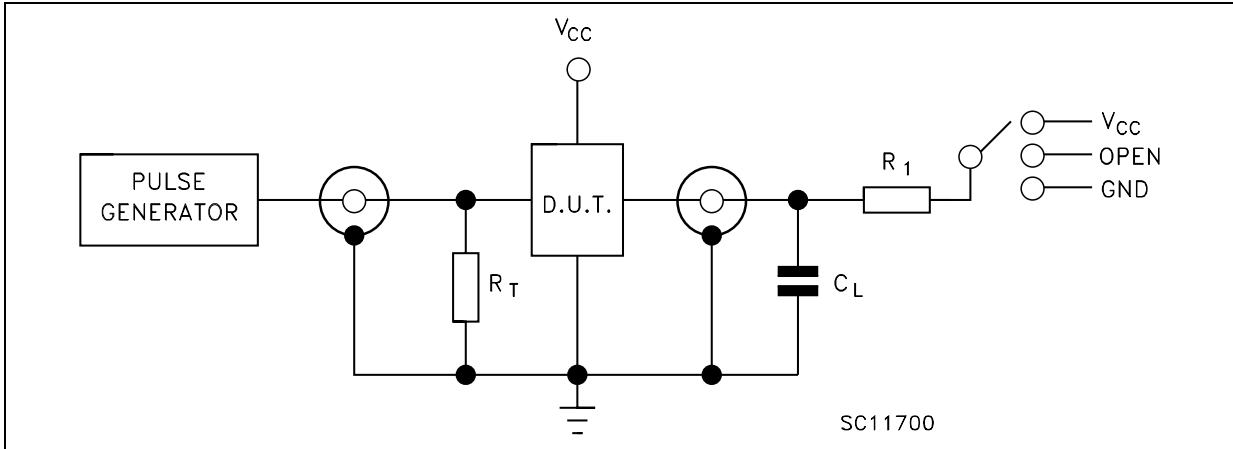 VCC
PULSE
GENERATOR
D.U.T.
RT
CL
R1
VCC
OPEN
GND
SC11700